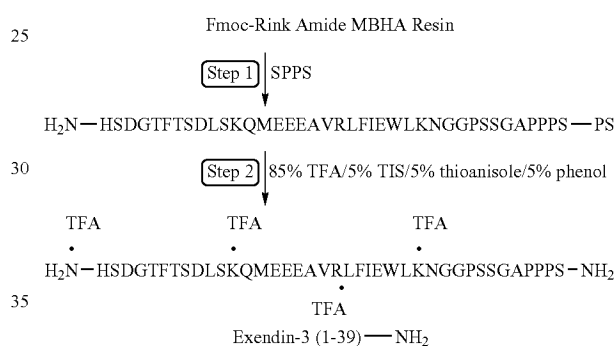 25
Fmoc-Rink Amide MBHA Resin
Step 1 SPPS
H₂N—HSDGTFTSDLSKQMEEEAVRLFIEWLKNGGPSSGAPPPS—PS
30
Step 2 85% TFA/5% TIS/5% thioanisole/5% phenol
TFA TFA TFA
H₂N—HSDGTFTSDLSKQMEEEAVRLFIEWLKNGGPSSGAPPPS—NH₂
35
TFA
Exendin-3 (1-39)—NH₂